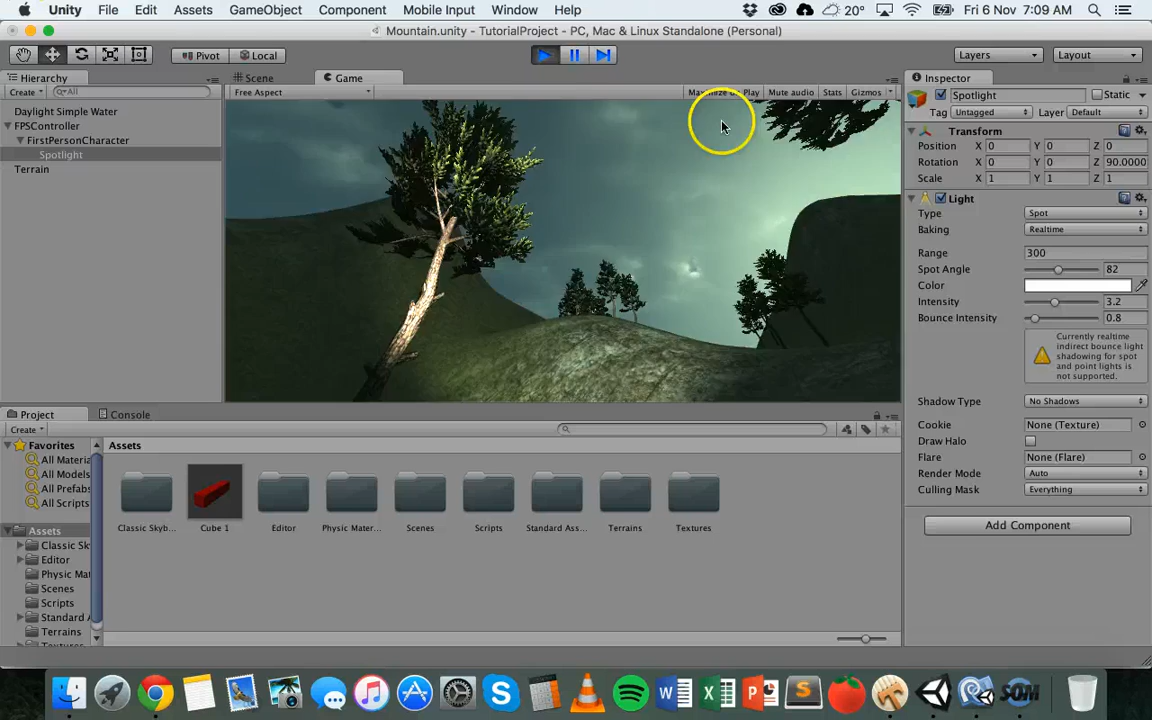 Unity File Edit Assets GameObject Component Mobile Input Window Help 20° Fri 6 Nov 7:09 AM
Mountain.unity - TutorialProject - PC, Mac & Linux Standalone (Personal)
Pivot Local Layers Layout
Hierarchy Scene Game Inspector
Create All Free Aspect Maximize on Play Mute audio Stats Gizmos Spotlight Static
Daylight Simple Water Tag Untagged Layer Default
FPSController Transform
FirstPersonCharacter Position X 0 Y 0 Z 0
Spotlight Rotation X 0 Y 0 Z 90.0000
Terrain Scale X 1 Y 1 Z 1
Light
Type Spot
Baking Realtime
Range 300
Spot Angle 82
Color
Intensity 3.2
Bounce Intensity 0.8
Currently realtime
indirect bounce light
shadowing for spot
and point lights is
not supported.
Shadow Type No Shadows
Cookie None (Texture)
Draw Halo
Flare None (Flare)
Render Mode Auto
Culling Mask Everything
Add Component
Project Console
Create
Favorites Assets
All Materia
All Models
All Prefabs
All Scripts
Classic Skyb... Cube 1 Editor Physic Mater... Scenes Scripts Standard Ass... Terrains Textures
Assets
Classic Sk
Editor
Physic Mat
Scenes
Scripts
Standard A
Terrains
Textures
SOM